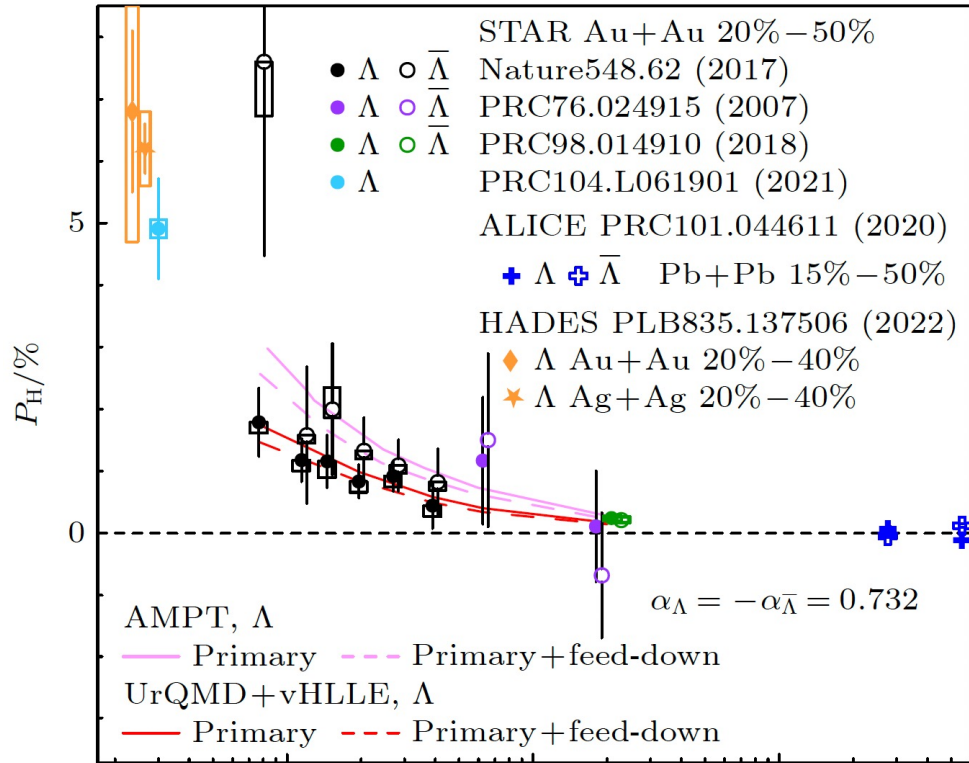 STAR Au+Au 20%−50%
Λ Λ̅ Nature548.62 (2017)
Λ Λ̅ PRC76.024915 (2007)
Λ Λ̅ PRC98.014910 (2018)
Λ PRC104.L061901 (2021)
ALICE PRC101.044611 (2020)
Λ Λ̅ Pb+Pb 15%−50%
HADES PLB835.137506 (2022)
Λ Au+Au 20%−40%
Λ Ag+Ag 20%−40%
5
P_H/%
0
α_Λ = −α_Λ̅ = 0.732
AMPT, Λ
Primary Primary+feed-down
UrQMD+vHLLE, Λ
Primary Primary+feed-down